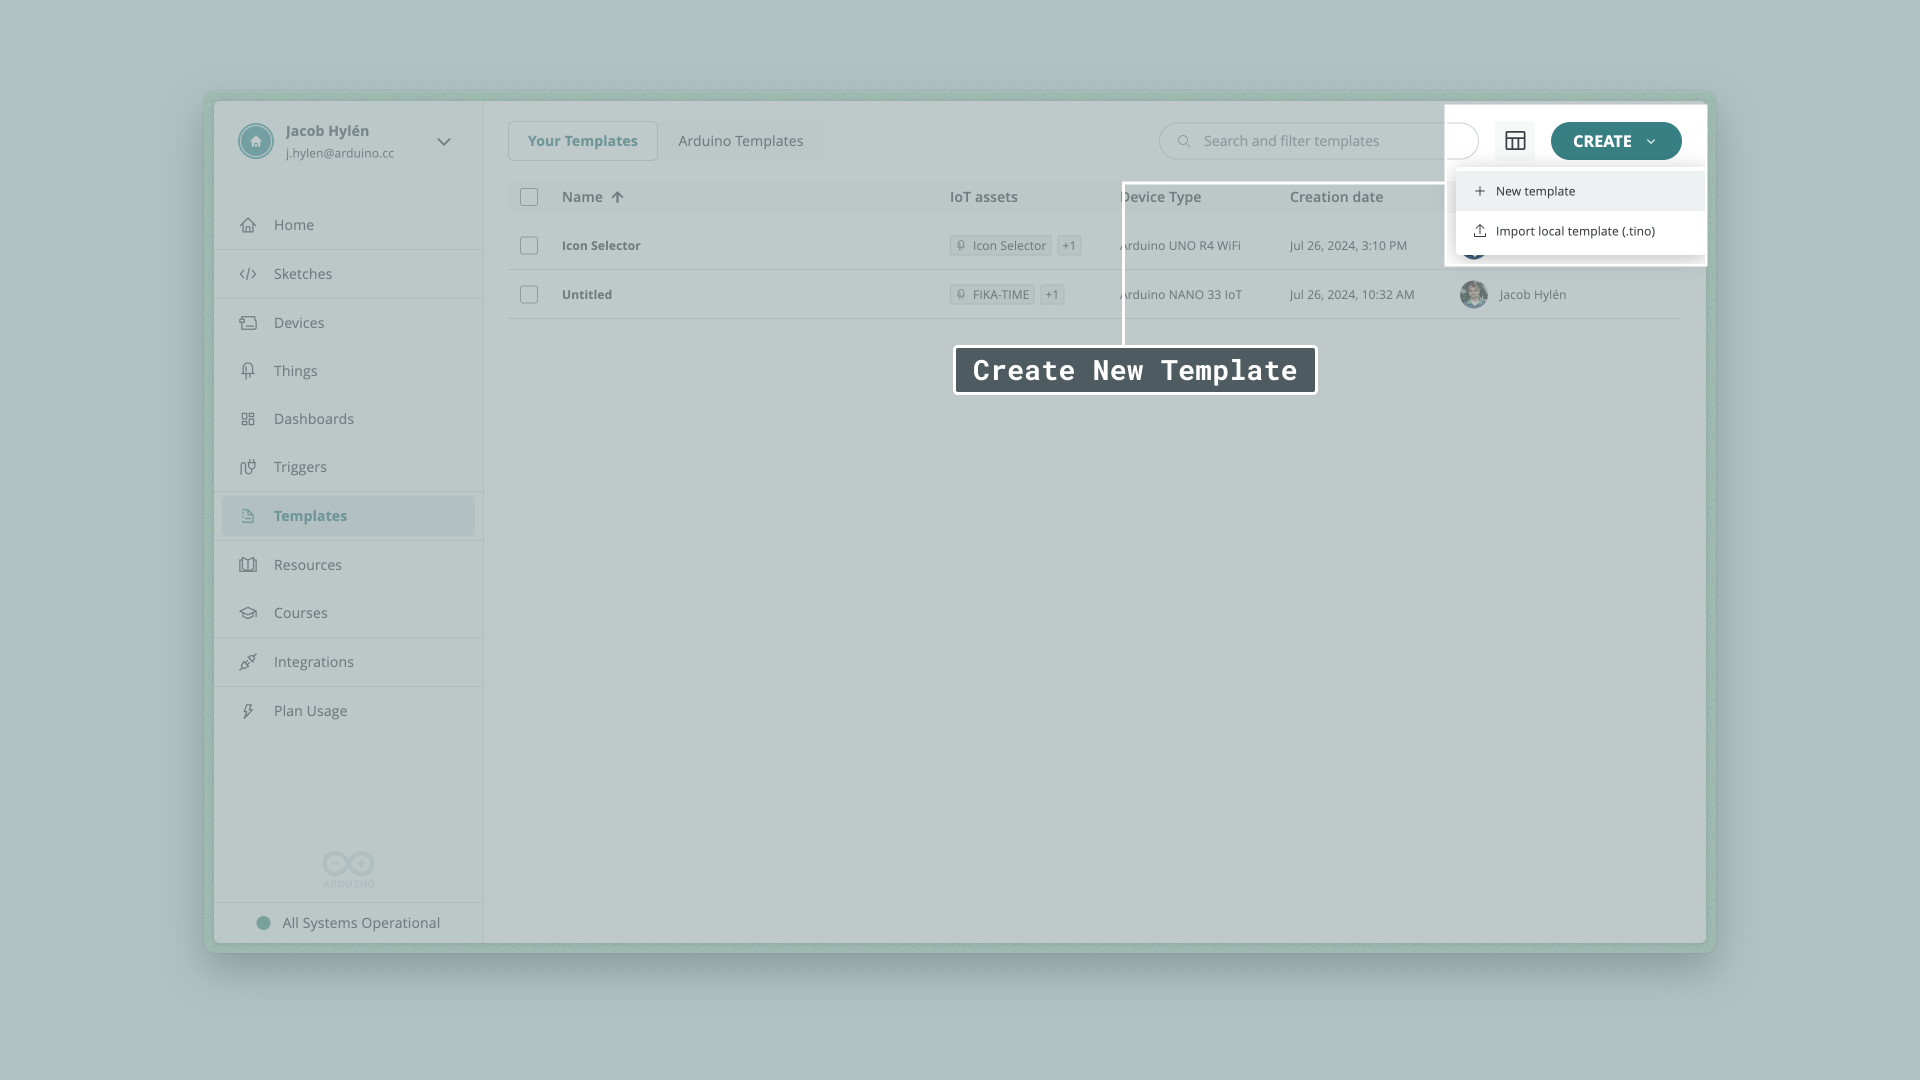 Jacob Hylén
j.hylen@arduino.cc
Home
Sketches
Devices
Things
Dashboards
Triggers
Templates
Resources
Courses
Integrations
Plan Usage
ARDUINO
All Systems Operational
Your Templates Arduino Templates Search and filter templates CREATE
New template
Import local template (.tino)
Name IoT assets Device Type Creation date
Icon Selector Icon Selector +1 Arduino UNO R4 WiFi Jul 26, 2024, 3:10 PM
Untitled FIKA-TIME +1 Arduino NANO 33 IoT Jul 26, 2024, 10:32 AM Jacob Hylén
Create New Template